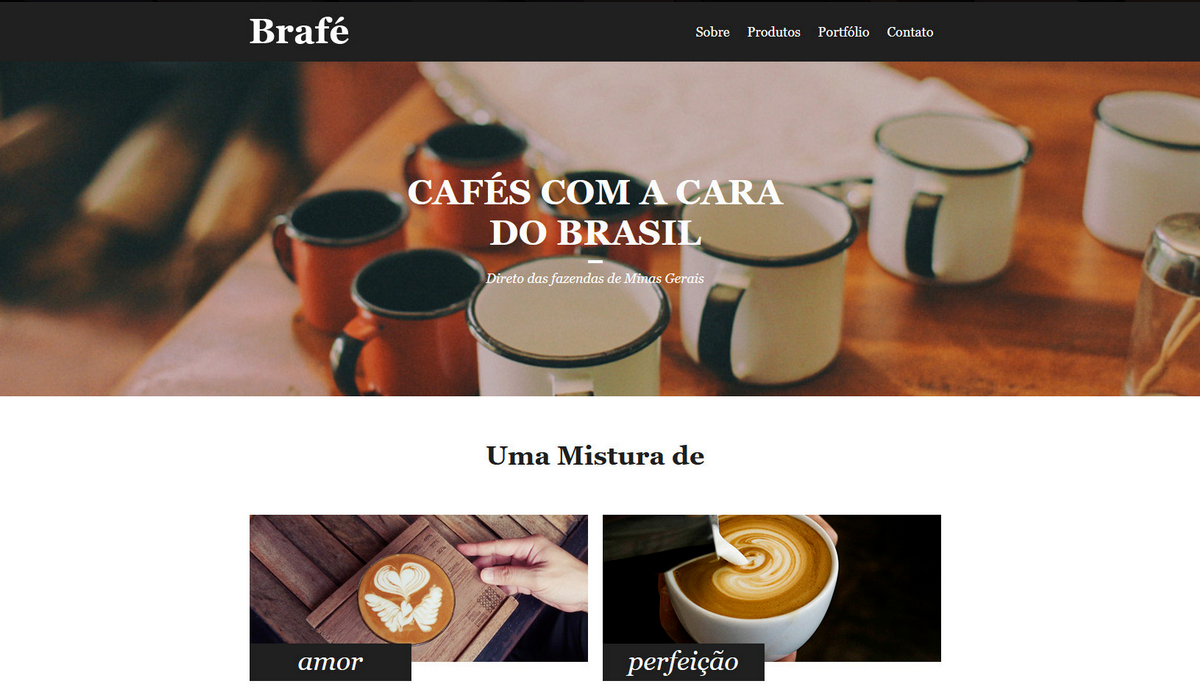 Brafé
Sobre Produtos Portfólio Contato
CAFÉS COM A CARA
DO BRASIL
Direto das fazendas de Minas Gerais
Uma Mistura de
amor
perfeição